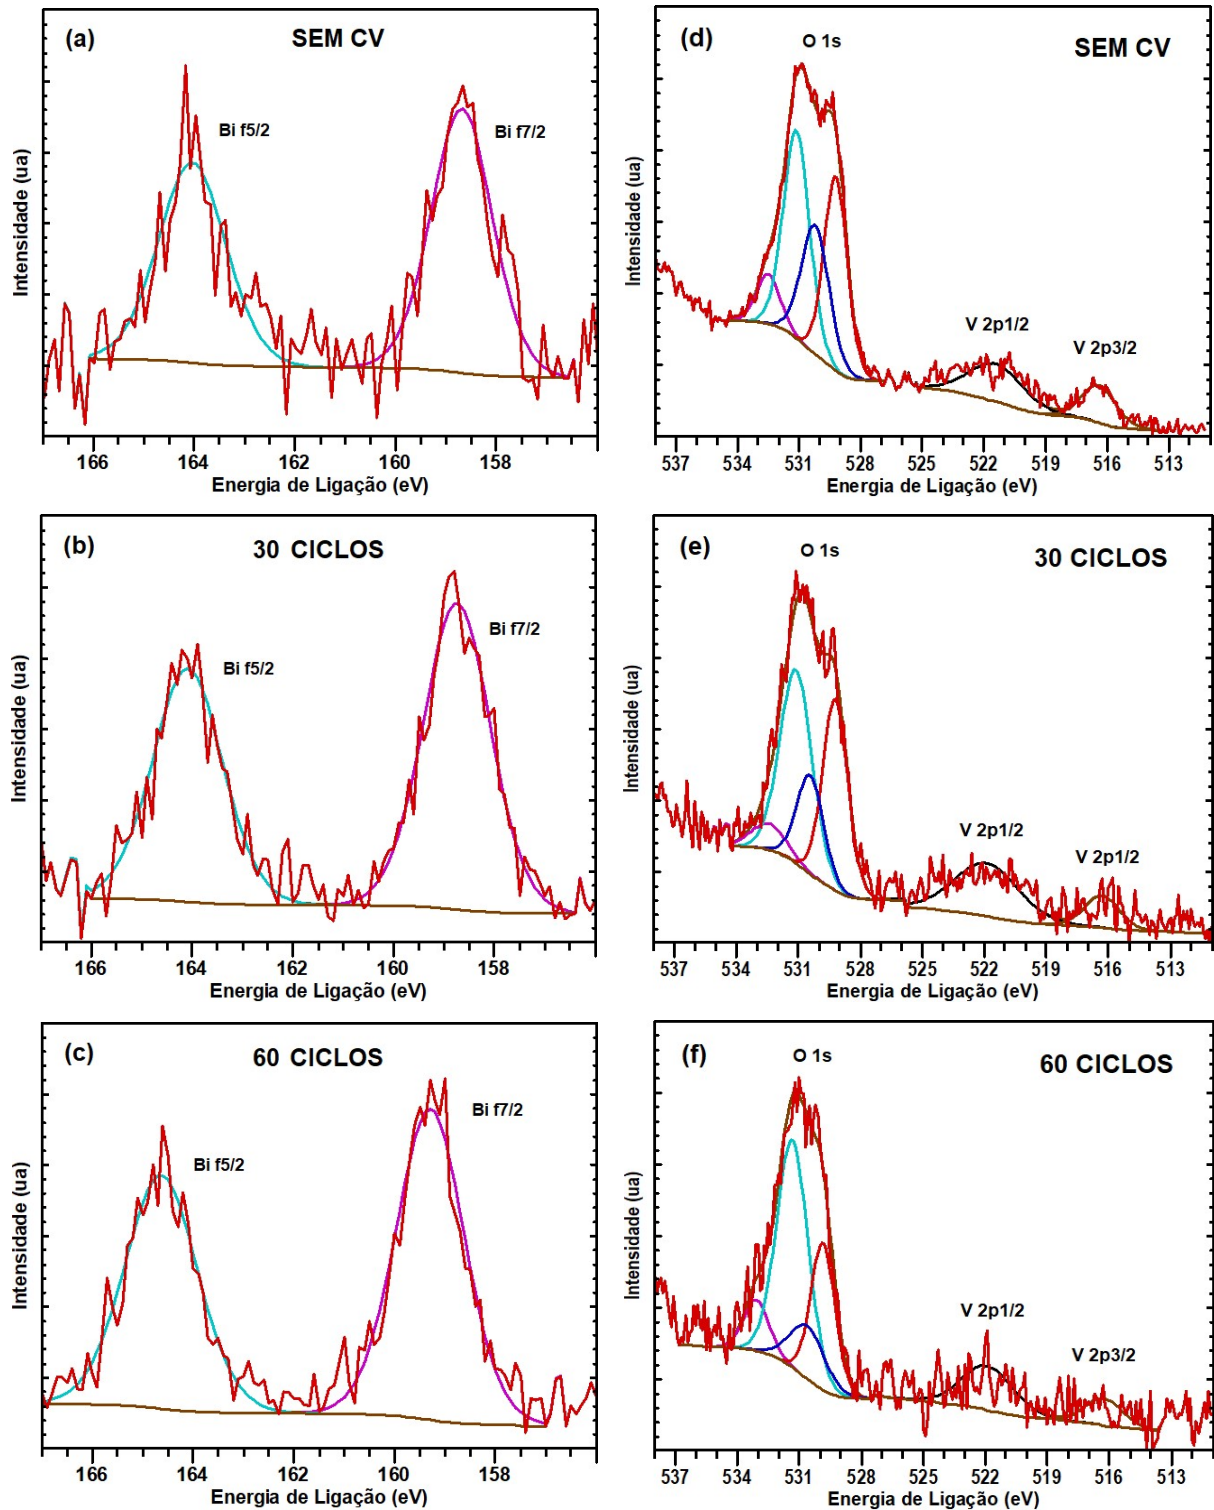 (a)
SEM CV
Bi f5/2
Bi f7/2
Intensidade (ua)
166 164 162 160 158
Energia de Ligação (eV)
(d)
O 1s
SEM CV
V 2p1/2
V 2p3/2
Intensidade (ua)
537 534 531 528 525 522 519 516 513
Energia de Ligação (eV)
(b)
30 CICLOS
Bi f5/2
Bi f7/2
Intensidade (ua)
166 164 162 160 158
Energia de Ligação (eV)
(e)
O 1s
30 CICLOS
V 2p1/2
V 2p1/2
Intensidade (ua)
537 534 531 528 525 522 519 516 513
Energia de Ligação (eV)
(c)
60 CICLOS
Bi f5/2
Bi f7/2
Intensidade (ua)
166 164 162 160 158
Energia de Ligação (eV)
(f)
O 1s
60 CICLOS
V 2p1/2
V 2p3/2
Intensidade (ua)
537 534 531 528 525 522 519 516 513
Energia de Ligação (eV)